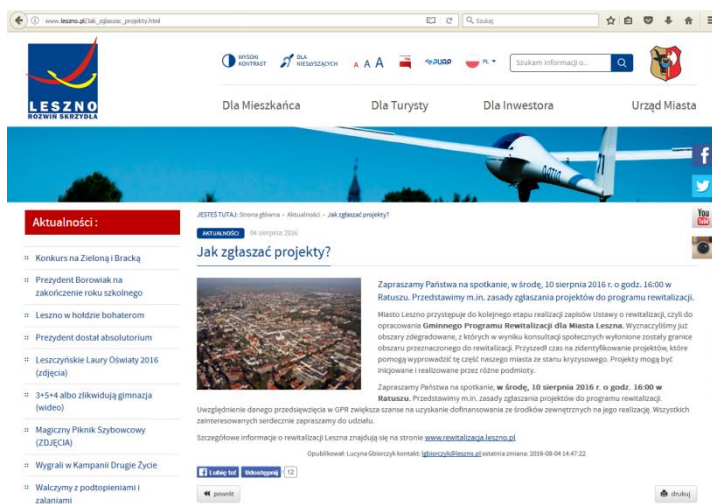 www.leszno.pl/Jak_zglaszac_projekty.html
Szukaj
WYSOKI
KONTRAST
DLA
NIESŁYSZĄCYCH
A A A
PL
Szukam informacji o...
LESZNO
ROZWIŃ SKRZYDŁA
Dla Mieszkańca
Dla Turysty
Dla Inwestora
Urząd Miasta
Aktualności :
Konkurs na Zieloną i Bracką
Prezydent Borowiak na
zakończenie roku szkolnego
Leszno w hołdzie bohaterom
Prezydent dostał absolutorium
Leszczyńskie Laury Oświaty 2016
(zdjęcia)
3+5+4 albo zlikwidują gimnazja
(wideo)
Magiczny Piknik Szybowcowy
(ZDJĘCIA)
Wygrali w Kampanii Drugie Życie
Walczymy z podtopieniami i
zalaniami
JESTEŚ TUTAJ: Strona główna › Aktualności › Jak zgłaszać projekty?
AKTUALNOŚCI 04 sierpnia 2016
Jak zgłaszać projekty?
Zapraszamy Państwa na spotkanie, w środę, 10 sierpnia 2016 r. o godz. 16:00 w
Ratuszu. Przedstawimy m.in. zasady zgłaszania projektów do programu rewitalizacji.
Miasto Leszno przystępuje do kolejnego etapu realizacji zapisów Ustawy o rewitalizacji, czyli do
opracowania Gminnego Programu Rewitalizacji dla Miasta Leszna. Wyznaczyliśmy już
obszary zdegradowane, z których w wyniku konsultacji społecznych wyłonione zostały granice
obszaru przeznaczonego do rewitalizacji. Przyszedł czas na zidentyfikowanie projektów, które
pomogą wyprowadzić tę część naszego miasta ze stanu kryzysowego. Projekty mogą być
inicjowane i realizowane przez różne podmioty.
Zapraszamy Państwa na spotkanie, w środę, 10 sierpnia 2016 r. o godz. 16:00 w
Ratuszu. Przedstawimy m.in. zasady zgłaszania projektów do programu rewitalizacji.
Uwzględnienie danego przedsięwzięcia w GPR zwiększa szanse na uzyskanie dofinansowania ze środków zewnętrznych na jego realizację. Wszystkich
zainteresowanych serdecznie zapraszamy do udziału.
Szczegółowe informacje o rewitalizacji Leszna znajdują się na stronie www.rewitalizacja.leszno.pl
Opublikował: Lucyna Gbiorczyk kontakt: lgbiorczyk@leszno.pl ostatnia zmiana: 2016-08-04 14:47:22
Lubię to! Udostępnij 12
powrót
drukuj
You